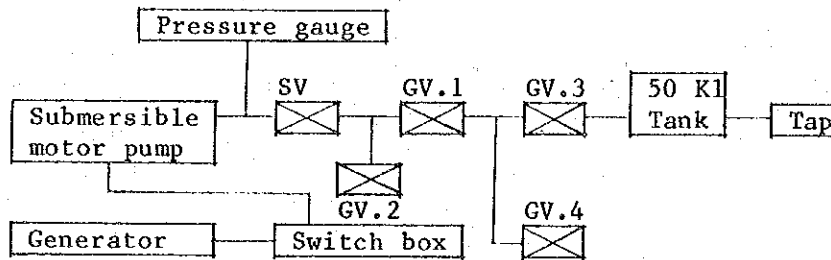 Pressure gauge
SV
GV.1
GV.3
50 Kl
Tank
Tap
Submersible
motor pump
GV.2
GV.4
Generator
Switch box